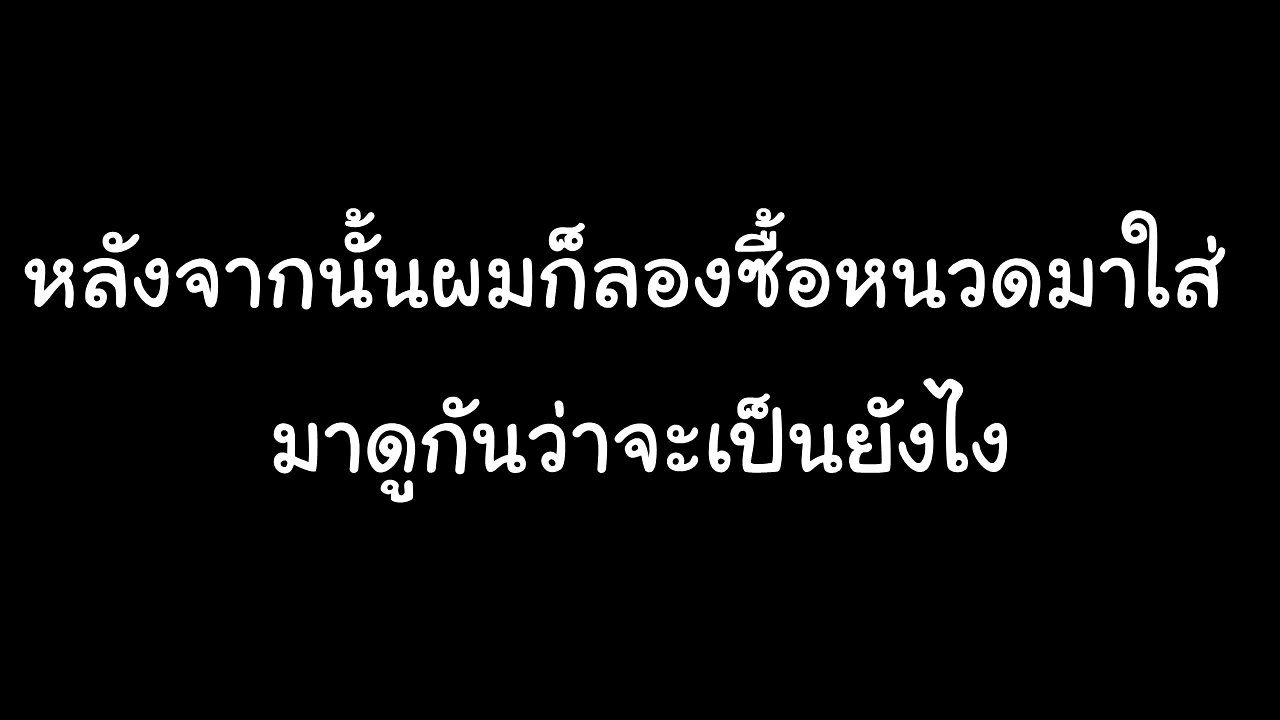 หลังจากนั้นผมก็ลองซื้อหนวดมาใส่
มาดูกันว่าจะเป็นยังไง